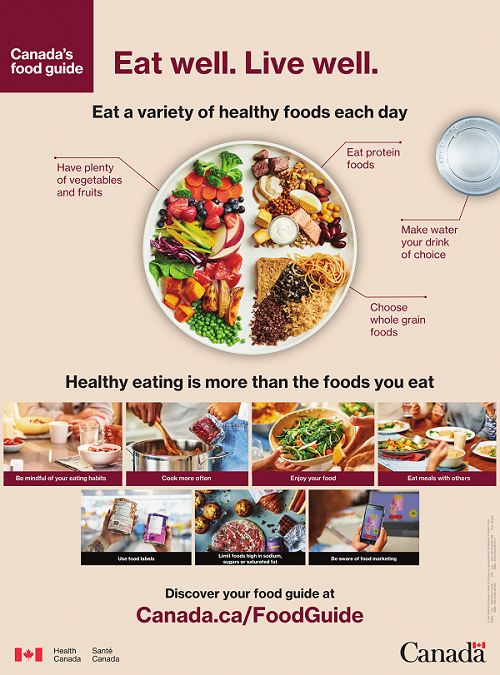 Canada's
food guide
Eat well. Live well.
Eat a variety of healthy foods each day
Have plenty
of vegetables
and fruits
Eat protein
foods
Make water
your drink
of choice
Choose
whole grain
foods
Healthy eating is more than the foods you eat
Be mindful of your eating habits
Cook more often
Enjoy your food
Eat meals with others
Use food labels
Limit foods high in sodium,
sugars or saturated fat
Be aware of food marketing
Discover your food guide at
Canada.ca/FoodGuide
Health
Canada
Santé
Canada
Canada